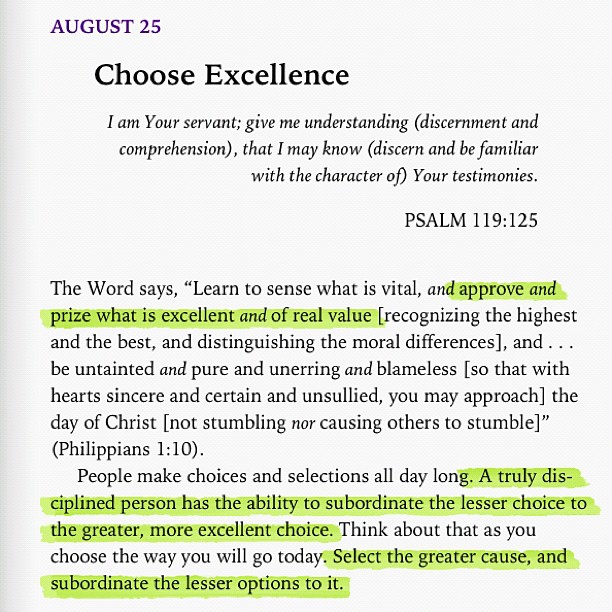 AUGUST 25
Choose Excellence
I am Your servant; give me understanding (discernment and
comprehension), that I may know (discern and be familiar
with the character of) Your testimonies.
PSALM 119:125
The Word says, “Learn to sense what is vital, and approve and
prize what is excellent and of real value [recognizing the highest
and the best, and distinguishing the moral differences], and . . .
be untainted and pure and unerring and blameless [so that with
hearts sincere and certain and unsullied, you may approach] the
day of Christ [not stumbling nor causing others to stumble]”
(Philippians 1:10).
People make choices and selections all day long. A truly dis-
ciplined person has the ability to subordinate the lesser choice to
the greater, more excellent choice. Think about that as you
choose the way you will go today. Select the greater cause, and
subordinate the lesser options to it.